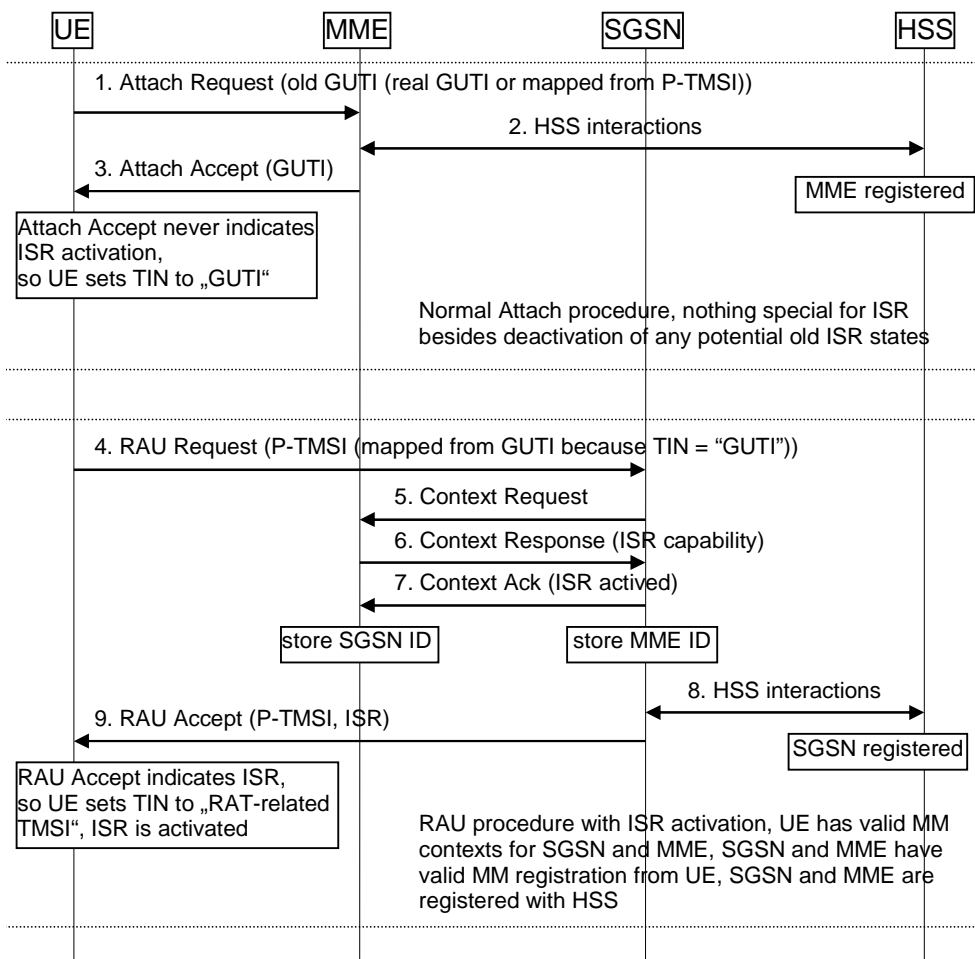 UE MME SGSN HSS
1. Attach Request (old GUTI (real GUTI or mapped from P-TMSI))
2. HSS interactions
3. Attach Accept (GUTI)
MME registered
Attach Accept never indicates
ISR activation,
so UE sets TIN to „GUTI“
Normal Attach procedure, nothing special for ISR
besides deactivation of any potential old ISR states
4. RAU Request (P-TMSI (mapped from GUTI because TIN = “GUTI”))
5. Context Request
6. Context Response (ISR capability)
7. Context Ack (ISR actived)
store SGSN ID
store MME ID
8. HSS interactions
9. RAU Accept (P-TMSI, ISR)
SGSN registered
RAU Accept indicates ISR,
so UE sets TIN to „RAT-related
TMSI“, ISR is activated
RAU procedure with ISR activation, UE has valid MM
contexts for SGSN and MME, SGSN and MME have
valid MM registration from UE, SGSN and MME are
registered with HSS